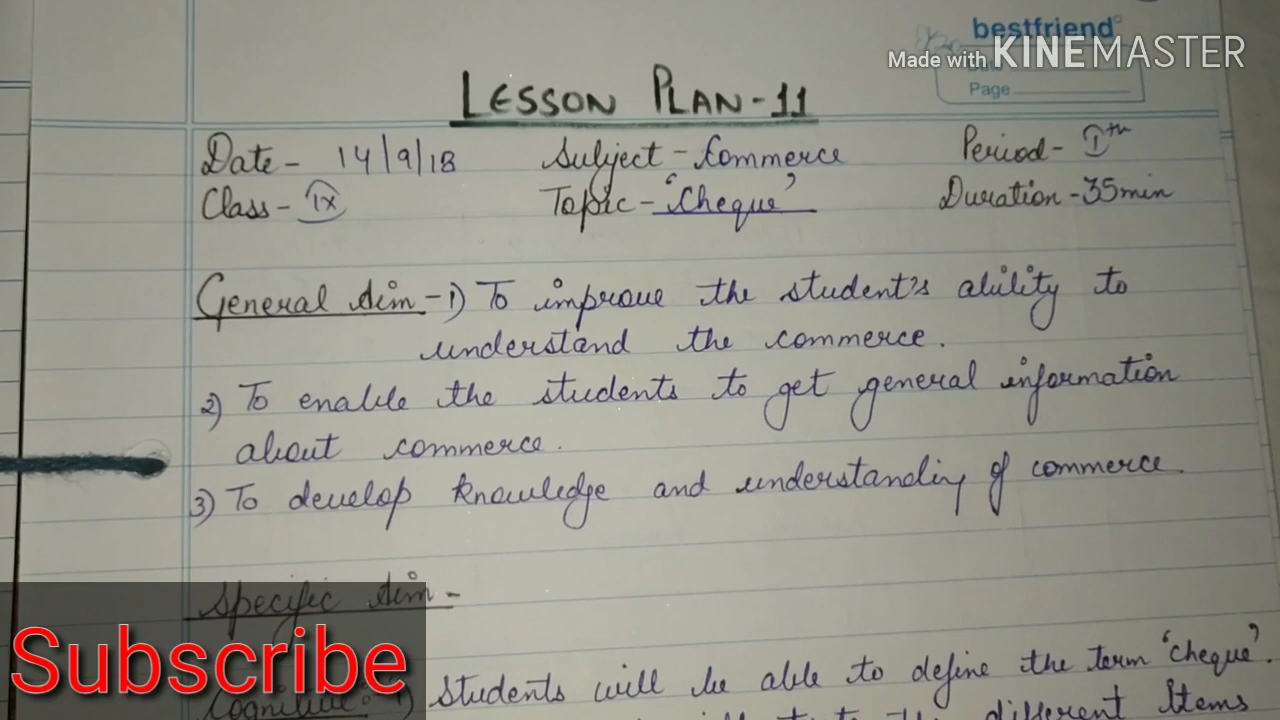 bestfriend
Made with KINEMASTER
Page
LESSON PLAN-11
Date- 14/9/18 Subject-Commerce Period- Ith
Class- IX Topic- 'Cheque' Duration-35min
General Aim-1) To improve the student's ability to
understand the commerce.
2) To enable the students to get general information
about commerce.
3) To develop knowledge and understanding of commerce.
Specific Aim-
Subscribe
Cognitive:- 1) Students will be able to define the term 'Cheque'.
the different Items